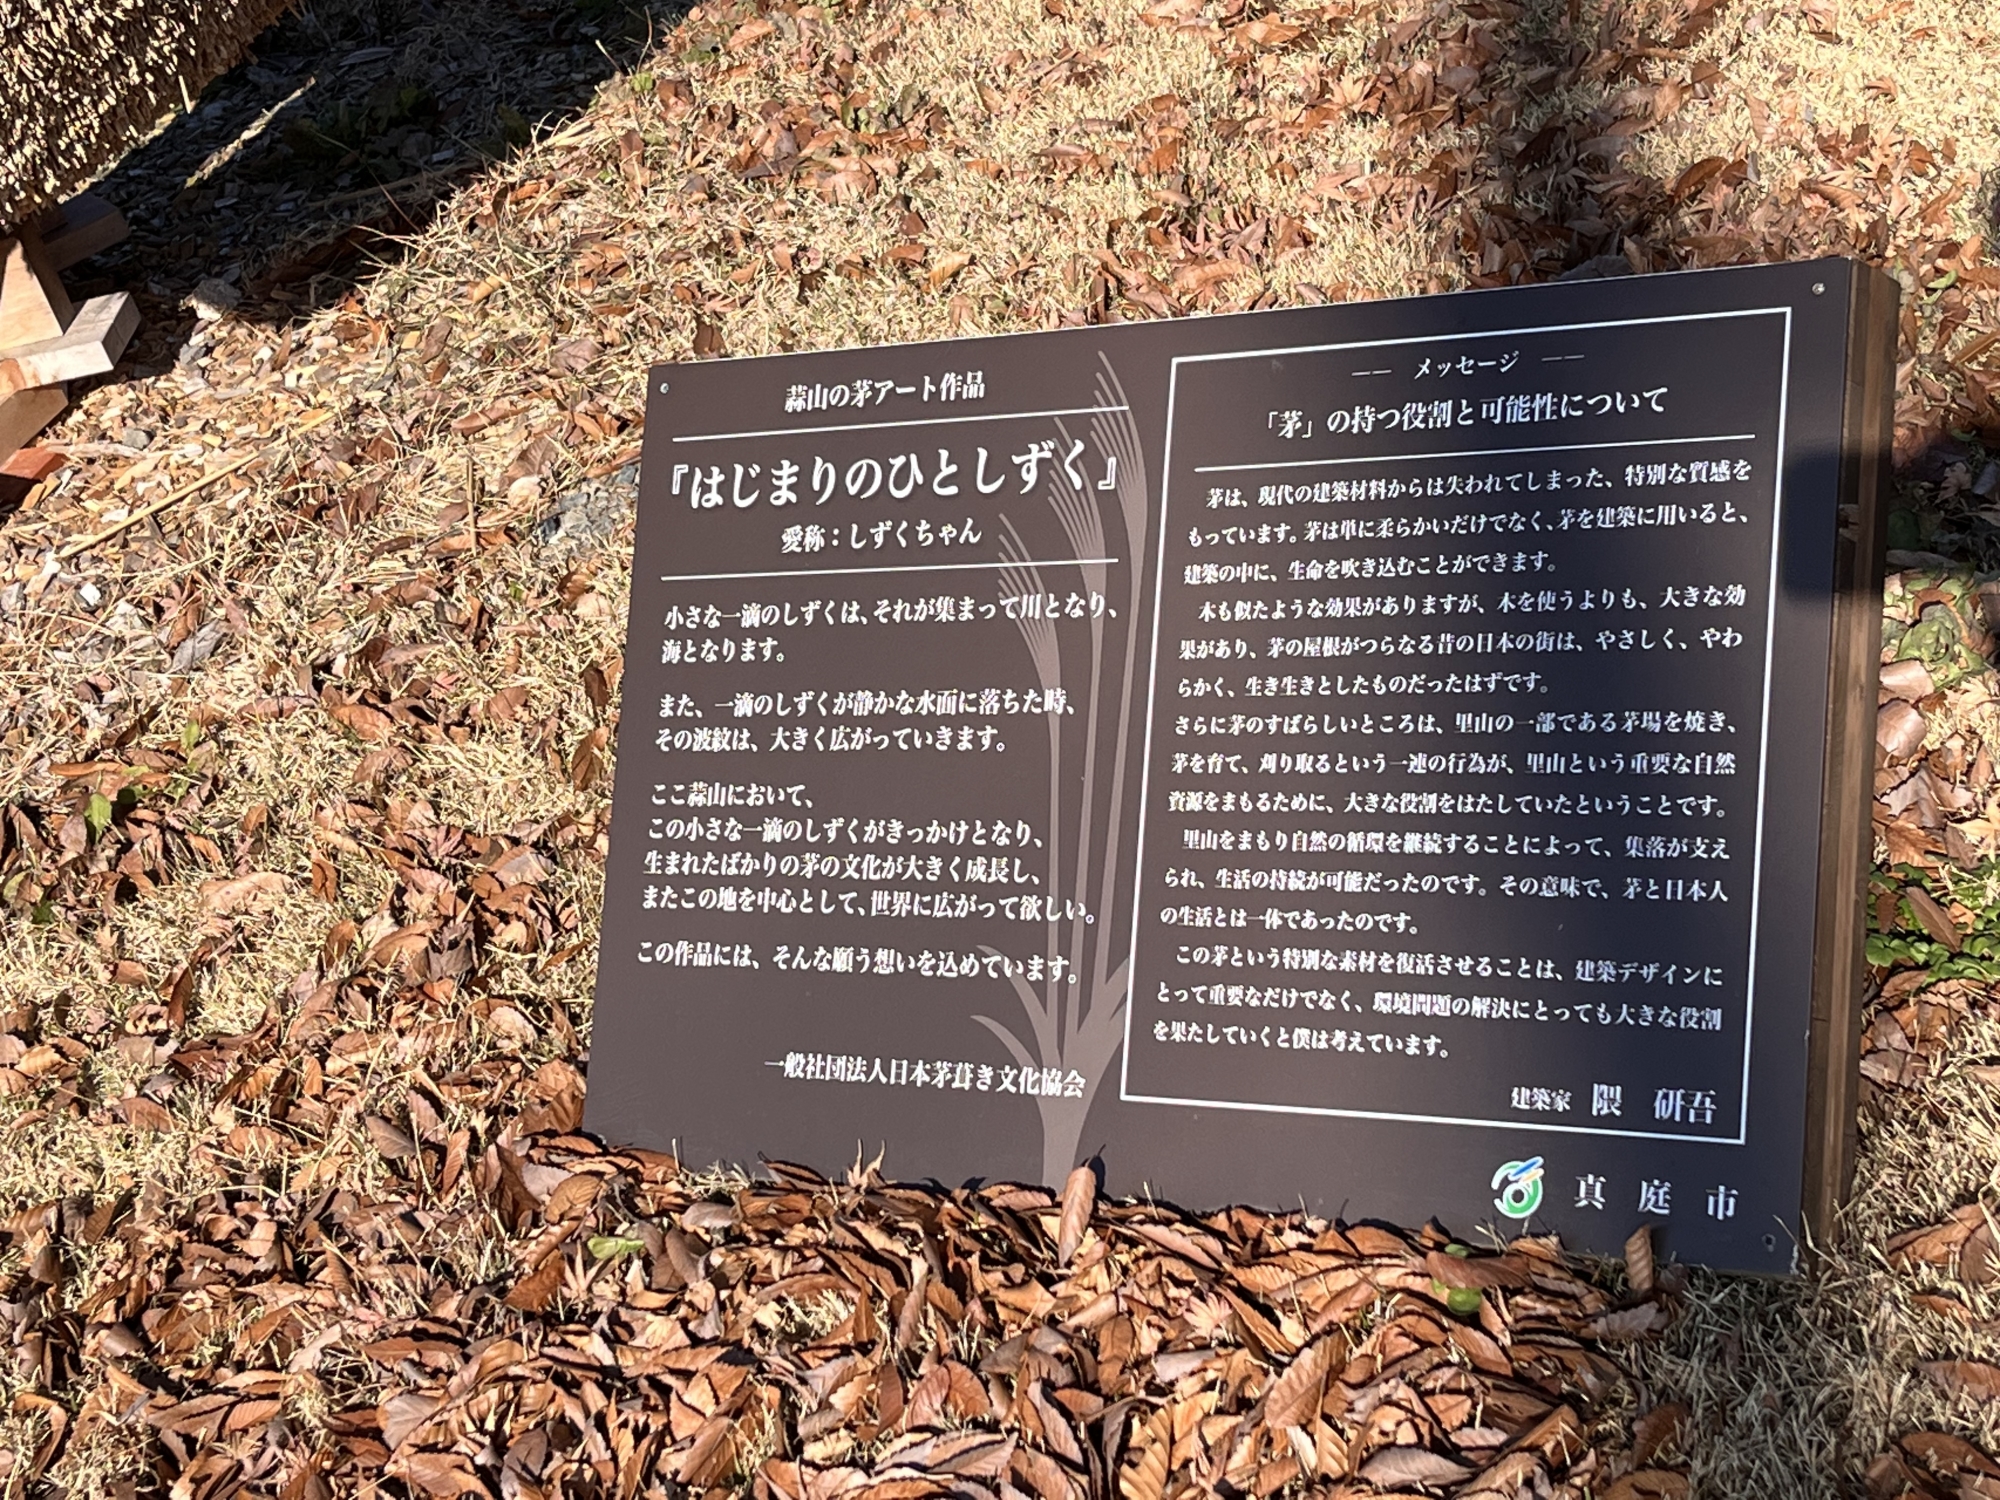 蒜山の茅アート作品
『はじまりのひとしずく』
愛称：しずくちゃん
小さな一滴のしずくは、それが集まって川となり、
海となります。
また、一滴のしずくが静かな水面に落ちた時、
その波紋は、大きく広がっていきます。
ここ蒜山において、
この小さな一滴のしずくがきっかけとなり、
生まれたばかりの茅の文化が大きく成長し、
またこの地を中心として、世界に広がって欲しい。
この作品には、そんな願う想いを込めています。
一般社団法人日本茅葺き文化協会
―― メッセージ ――
「茅」の持つ役割と可能性について
茅は、現代の建築材料からは失われてしまった、特別な質感を
もっています。茅は単に柔らかいだけでなく、茅を建築に用いると、
建築の中に、生命を吹き込むことができます。
木も似たような効果がありますが、木を使うよりも、大きな効
果があり、茅の屋根がつらなる昔の日本の街は、やさしく、やわ
らかく、生き生きとしたものだったはずです。
さらに茅のすばらしいところは、里山の一部である茅場を焼き、
茅を育て、刈り取るという一連の行為が、里山という重要な自然
資源をまもるために、大きな役割をはたしていたということです。
里山をまもり自然の循環を継続することによって、集落が支え
られ、生活の持続が可能だったのです。その意味で、茅と日本人
の生活とは一体であったのです。
この茅という特別な素材を復活させることは、建築デザインに
とって重要なだけでなく、環境問題の解決にとっても大きな役割
を果たしていくと僕は考えています。
建築家 隈 研吾
真庭市